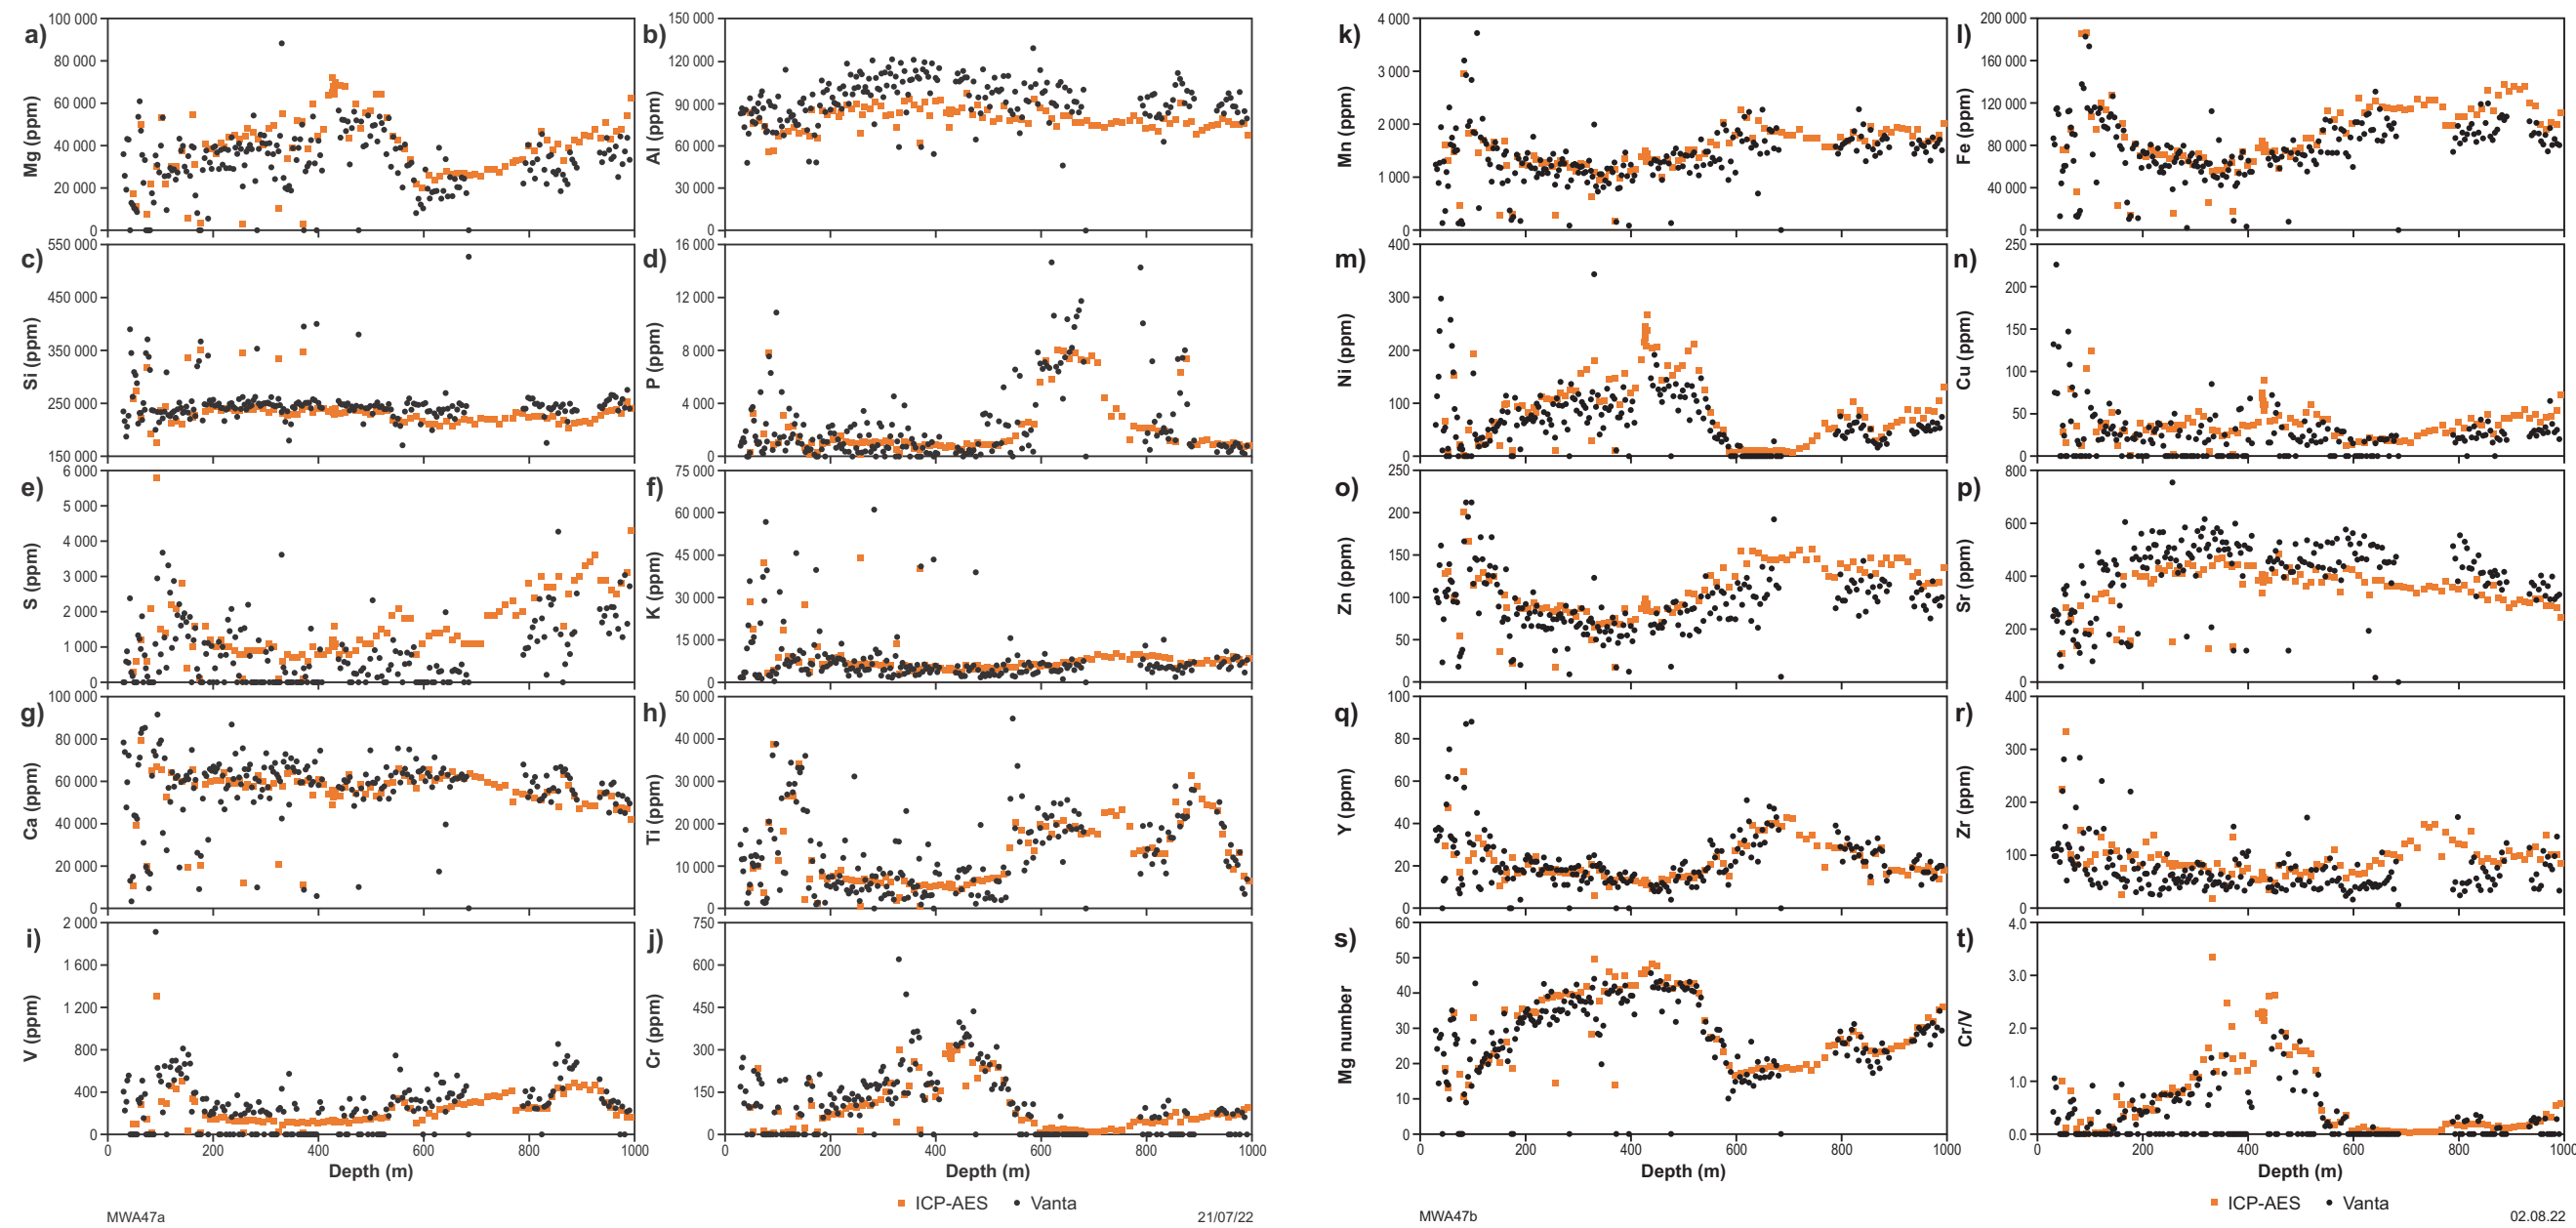 a)
Mg (ppm)
100 000
80 000
60 000
40 000
20 000
0
b)
Al (ppm)
150 000
120 000
90 000
60 000
30 000
0
k)
Mn (ppm)
4 000
3 000
2 000
1 000
0
l)
Fe (ppm)
200 000
160 000
120 000
80 000
40 000
0
c)
Si (ppm)
550 000
450 000
350 000
250 000
150 000
d)
P (ppm)
16 000
12 000
8 000
4 000
0
m)
Ni (ppm)
400
300
200
100
0
n)
Cu (ppm)
250
200
150
100
50
0
e)
S (ppm)
6 000
5 000
4 000
3 000
2 000
1 000
0
f)
K (ppm)
75 000
60 000
45 000
30 000
15 000
0
o)
Zn (ppm)
250
200
150
100
50
0
p)
Sr (ppm)
800
600
400
200
0
g)
Ca (ppm)
100 000
80 000
60 000
40 000
20 000
0
h)
Ti (ppm)
50 000
40 000
30 000
20 000
10 000
0
q)
Y (ppm)
100
80
60
40
20
0
r)
Zr (ppm)
400
300
200
100
0
i)
V (ppm)
2 000
1 600
1 200
800
400
0
0 200 400 600 800
Depth (m)
j)
Cr (ppm)
750
600
450
300
150
0
0 200 400 600 800 1000
Depth (m)
s)
Mg number
60
50
40
30
20
10
0
0 200 400 600 800 1000
Depth (m)
t)
Cr/V
4.0
3.0
2.0
1.0
0.0
0 200 400 600 800 1000
Depth (m)
ICP-AES Vanta
ICP-AES Vanta
MWA47a
21/07/22
MWA47b
02.08.22